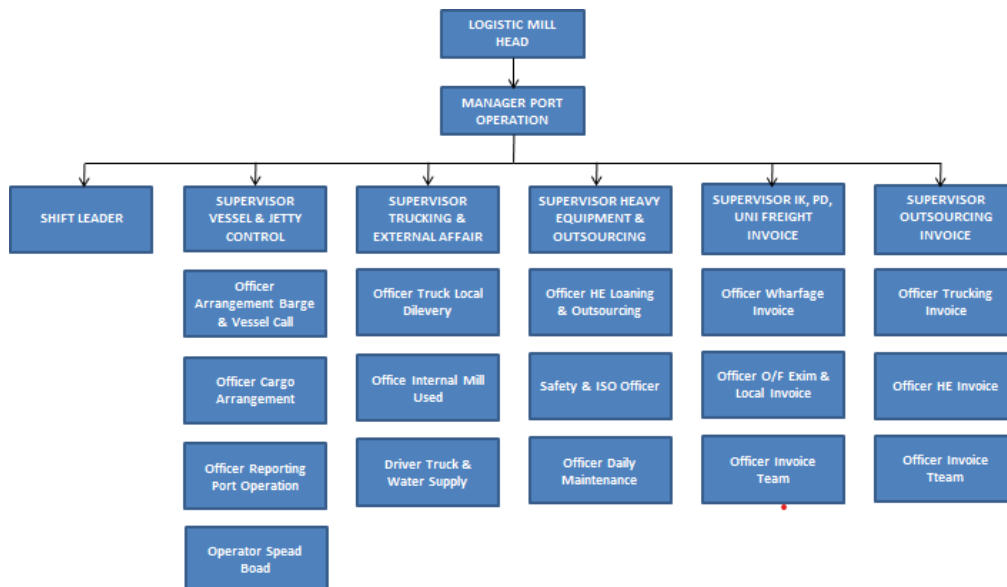 LOGISTIC MILL
HEAD
MANAGER PORT
OPERATION
SHIFT LEADER
SUPERVISOR
VESSEL & JETTY
CONTROL
SUPERVISOR
TRUCKING &
EXTERNAL AFFAIR
SUPERVISOR HEAVY
EQUIPMENT &
OUTSOURCING
SUPERVISOR IK, PD,
UNI FREIGHT
INVOICE
SUPERVISOR
OUTSOURCING
INVOICE
Officer
Arrangement Barge
& Vessel Call
Officer Truck Local
Dilevery
Officer HE Loaning
& Outsourcing
Officer Wharfage
Invoice
Officer Trucking
Invoice
Officer Cargo
Arrangement
Office Internal Mill
Used
Safety & ISO Officer
Officer O/F Exim &
Local Invoice
Officer HE Invoice
Officer Reporting
Port Operation
Driver Truck &
Water Supply
Officer Daily
Maintenance
Officer Invoice
Team
Officer Invoice
Tteam
Operator Spead
Boad